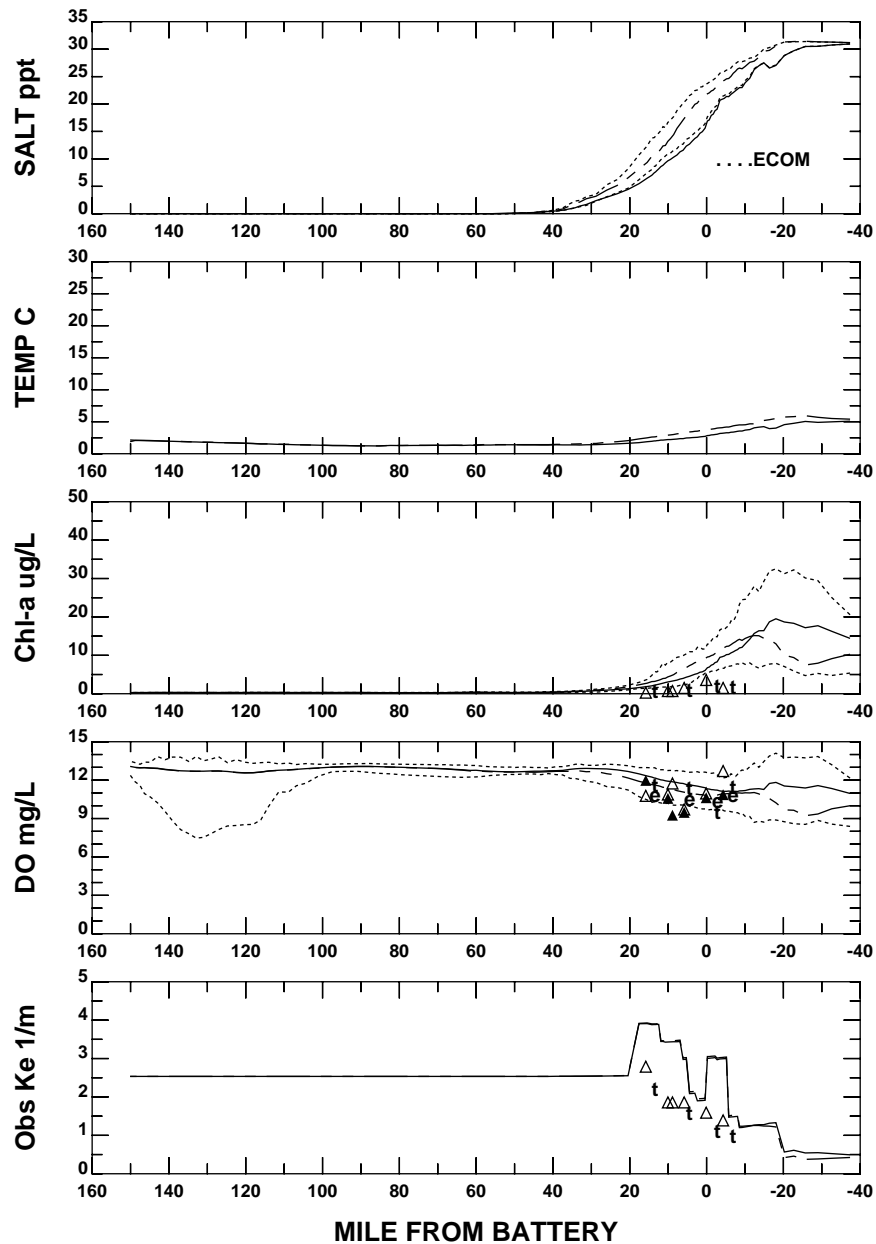 SALT ppt
35
30
25
20
15
10
5
0
. . . .ECOM
160 140 120 100 80 60 40 20 0 -20 -40
TEMP C
30
25
20
15
10
5
0
160 140 120 100 80 60 40 20 0 -20 -40
Chl-a ug/L
50
40
30
20
10
0
t t t t
160 140 120 100 80 60 40 20 0 -20 -40
DO mg/L
15
12
9
6
3
0
t t t
e e e e
t
160 140 120 100 80 60 40 20 0 -20 -40
Obs Ke 1/m
5
4
3
2
1
0
t
t
t t
160 140 120 100 80 60 40 20 0 -20 -40
MILE FROM BATTERY